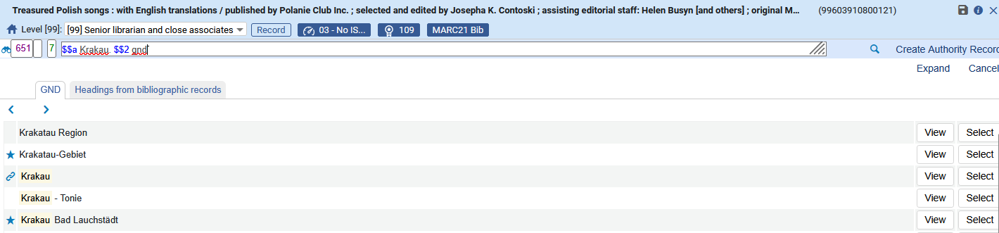 Treasured Polish songs : with English translations / published by Polanie Club Inc. ; selected and edited by Josepha K. Contoski ; assisting editorial staff: Helen Busyn [and others] ; original M... (99603910800121)
Level [99]: [99] Senior librarian and close associates Record 03 - No IS... 109 MARC21 Bib
651 7 $$a Krakau. $$2 gnd Create Authority Recor
Expand Cancel
GND Headings from bibliographic records
Krakatau Region View Select
Krakatau-Gebiet View Select
Krakau View Select
Krakau - Tonie View Select
Krakau Bad Lauchstädt View Select